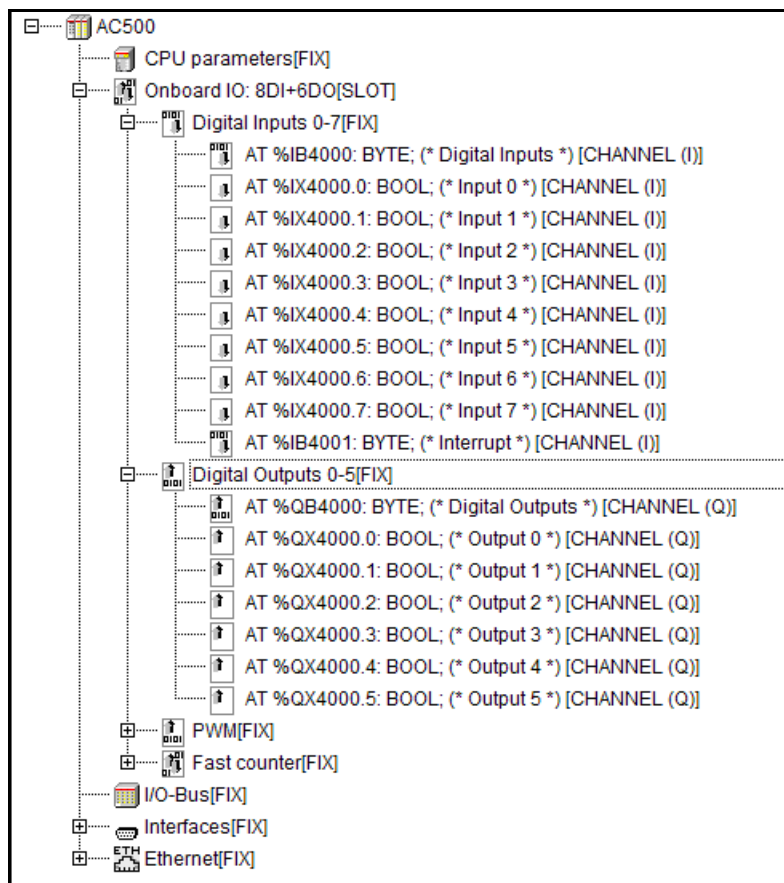 AC500
CPU parameters[FIX]
Onboard IO: 8DI+6DO[SLOT]
Digital Inputs 0-7[FIX]
AT %IB4000: BYTE; (* Digital Inputs *) [CHANNEL (I)]
AT %IX4000.0: BOOL; (* Input 0 *) [CHANNEL (I)]
AT %IX4000.1: BOOL; (* Input 1 *) [CHANNEL (I)]
AT %IX4000.2: BOOL; (* Input 2 *) [CHANNEL (I)]
AT %IX4000.3: BOOL; (* Input 3 *) [CHANNEL (I)]
AT %IX4000.4: BOOL; (* Input 4 *) [CHANNEL (I)]
AT %IX4000.5: BOOL; (* Input 5 *) [CHANNEL (I)]
AT %IX4000.6: BOOL; (* Input 6 *) [CHANNEL (I)]
AT %IX4000.7: BOOL; (* Input 7 *) [CHANNEL (I)]
AT %IB4001: BYTE; (* Interrupt *) [CHANNEL (I)]
Digital Outputs 0-5[FIX]
AT %QB4000: BYTE; (* Digital Outputs *) [CHANNEL (Q)]
AT %QX4000.0: BOOL; (* Output 0 *) [CHANNEL (Q)]
AT %QX4000.1: BOOL; (* Output 1 *) [CHANNEL (Q)]
AT %QX4000.2: BOOL; (* Output 2 *) [CHANNEL (Q)]
AT %QX4000.3: BOOL; (* Output 3 *) [CHANNEL (Q)]
AT %QX4000.4: BOOL; (* Output 4 *) [CHANNEL (Q)]
AT %QX4000.5: BOOL; (* Output 5 *) [CHANNEL (Q)]
PWM[FIX]
Fast counter[FIX]
I/O-Bus[FIX]
Interfaces[FIX]
ETH Ethernet[FIX]